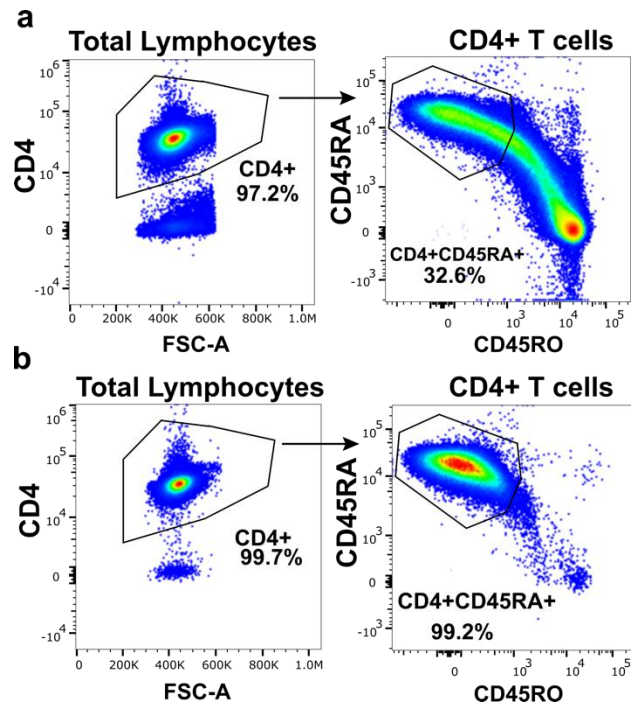 a
Total Lymphocytes
CD4+ T cells
10^6
10^5
10^4
0
-10^4
CD4
CD4+
97.2%
0 200K 400K 600K 800K 1.0M
FSC-A
10^5
10^4
10^3
0
-10^3
CD45RA
CD4+CD45RA+
32.6%
0 10^3 10^4 10^5
CD45RO
b
Total Lymphocytes
CD4+ T cells
10^6
10^5
10^4
0
-10^4
CD4
CD4+
99.7%
0 200K 400K 600K 800K 1.0M
FSC-A
10^5
10^4
10^3
0
-10^3
CD45RA
CD4+CD45RA+
99.2%
0 10^3 10^4 10^5
CD45RO